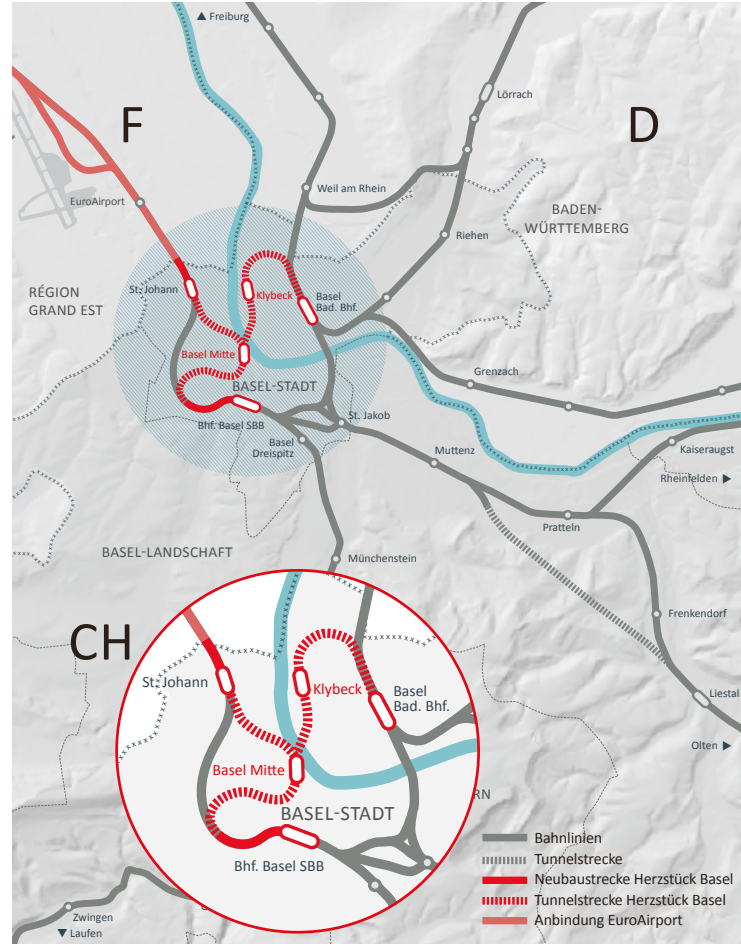 ▲ Freiburg
F
D
Lörrach
Weil am Rhein
EuroAirport
BADEN-
WÜRTTEMBERG
Riehen
RÉGION
GRAND EST
St. Johann
Klybeck
Basel
Bad. Bhf.
Basel Mitte
Grenzach
BASEL-STADT
Bhf. Basel SBB
St. Jakob
Basel
Dreispitz
Muttenz
Kaiseraugst
Rheinfelden ▶
Pratteln
BASEL-LANDSCHAFT
Münchenstein
Frenkendorf
CH
St. Johann
Klybeck
Basel
Bad. Bhf.
Liestal
Olten ▶
Basel Mitte
RN
BASEL-STADT
Bhf. Basel SBB
Bahnlinien
Tunnelstrecke
Neubaustrecke Herzstück Basel
Tunnelstrecke Herzstück Basel
Anbindung EuroAirport
Zwingen
▼ Laufen